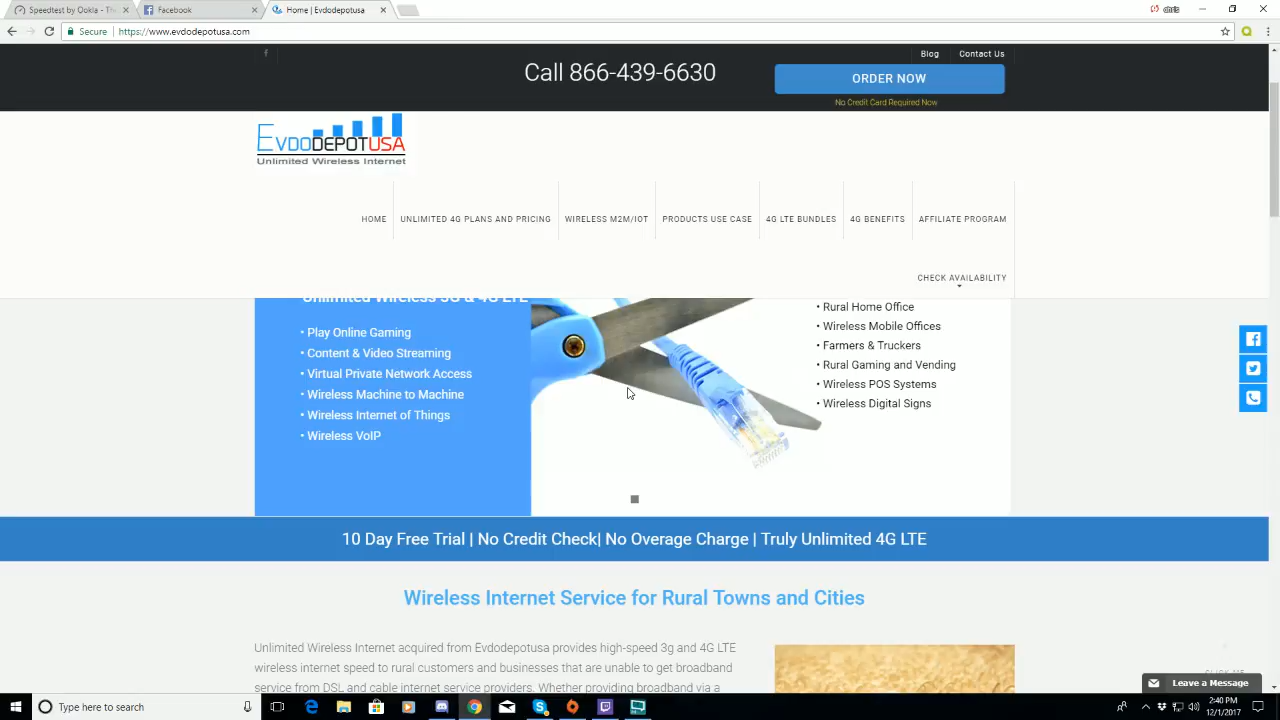 Speedtest by Ookla - Th
Facebook
Home | Evdodepotusa
chris
Secure
https://www.evdodepotusa.com
Blog
Contact Us
Call 866-439-6630
ORDER NOW
No Credit Card Required Now
EVDODEPOTUSA
Unlimited Wireless Internet
HOME
UNLIMITED 4G PLANS AND PRICING
WIRELESS M2M/IOT
PRODUCTS USE CASE
4G LTE BUNDLES
4G BENEFITS
AFFILIATE PROGRAM
CHECK AVAILABILITY
Unlimited Wireless 3G & 4G LTE
• Play Online Gaming
• Content & Video Streaming
• Virtual Private Network Access
• Wireless Machine to Machine
• Wireless Internet of Things
• Wireless VoIP
• Rural Home Office
• Wireless Mobile Offices
• Farmers & Truckers
• Rural Gaming and Vending
• Wireless POS Systems
• Wireless Digital Signs
10 Day Free Trial | No Credit Check| No Overage Charge | Truly Unlimited 4G LTE
Wireless Internet Service for Rural Towns and Cities
Unlimited Wireless Internet acquired from Evdodepotusa provides high-speed 3g and 4G LTE
wireless internet speed to rural customers and businesses that are unable to get broadband
service from DSL and cable internet service providers. Whether providing broadband via a
CLICK ME
Leave a Message
Type here to search
2:40 PM
12/1/2017